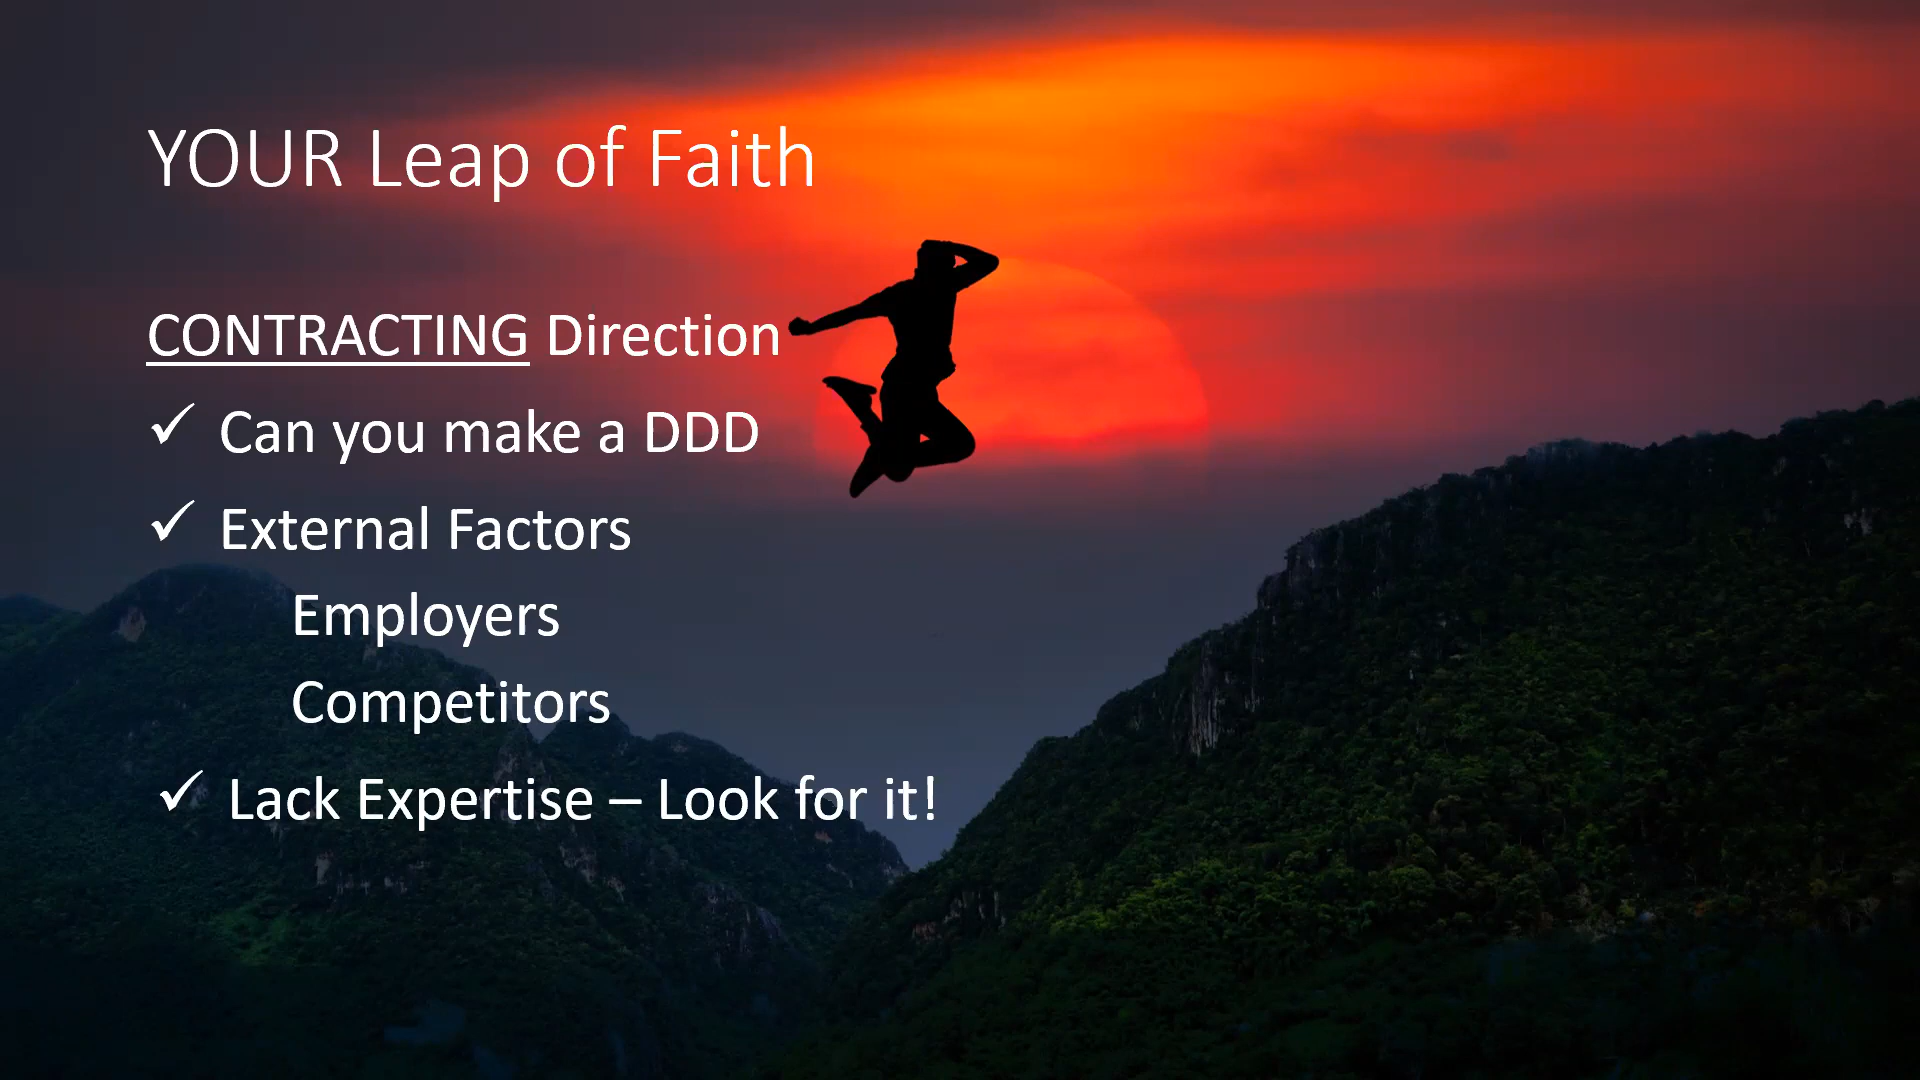 YOUR Leap of Faith
CONTRACTING Direction
✓ Can you make a DDD
✓ External Factors
Employers
Competitors
✓ Lack Expertise – Look for it!